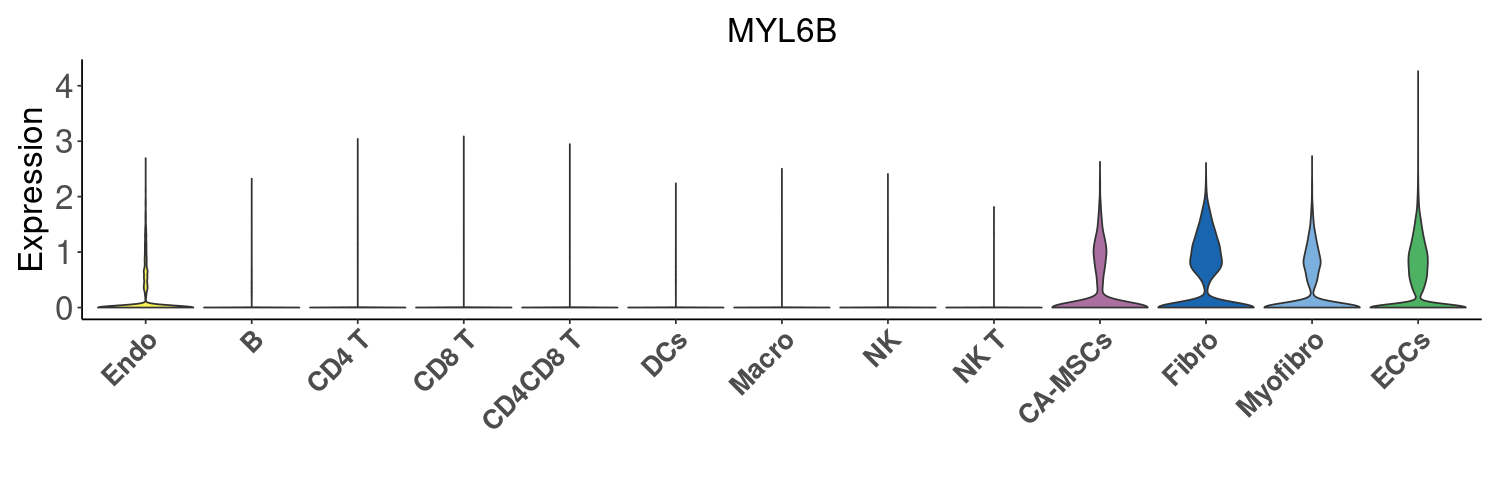 MYL6B
Expression
4
3
2
1
0
Endo
B
CD4 T
CD8 T
CD4CD8 T
DCs
Macro
NK
NK T
CA-MSCs
Fibro
Myofibro
ECCs